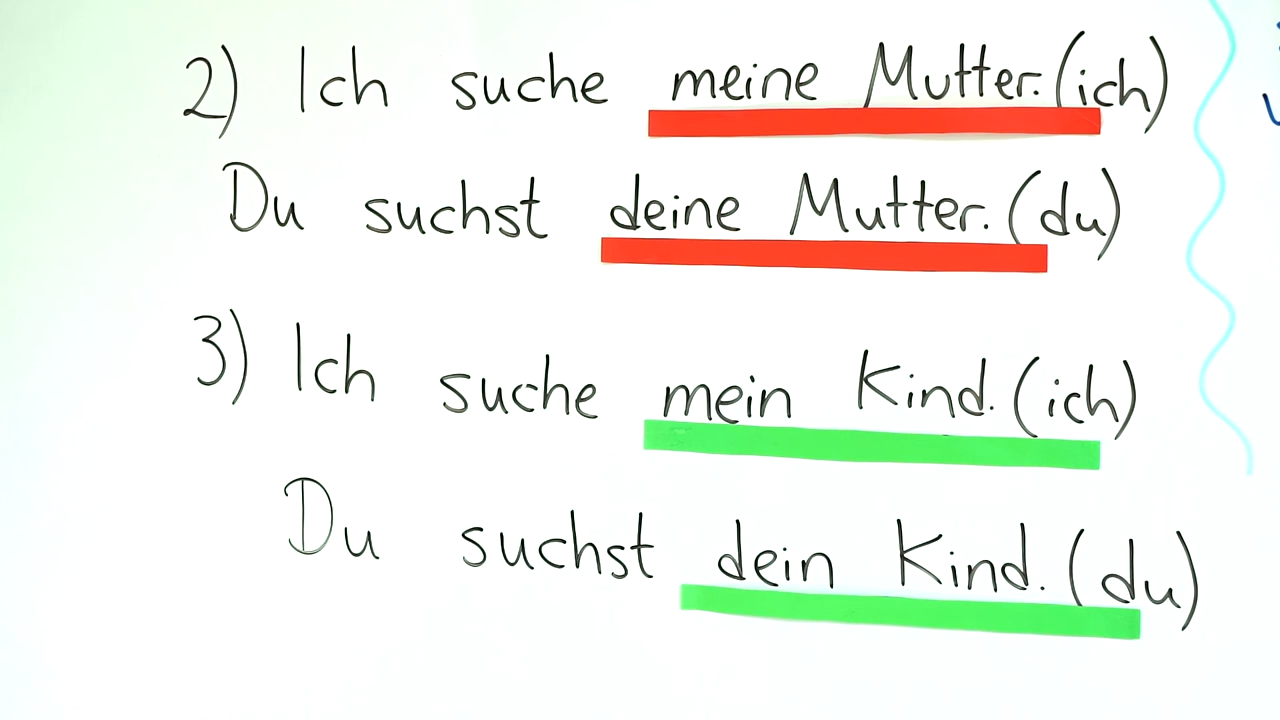 2) Ich suche meine Mutter. (ich)
Du suchst deine Mutter. (du)
3) Ich suche mein Kind. (ich)
Du suchst dein Kind. (du)